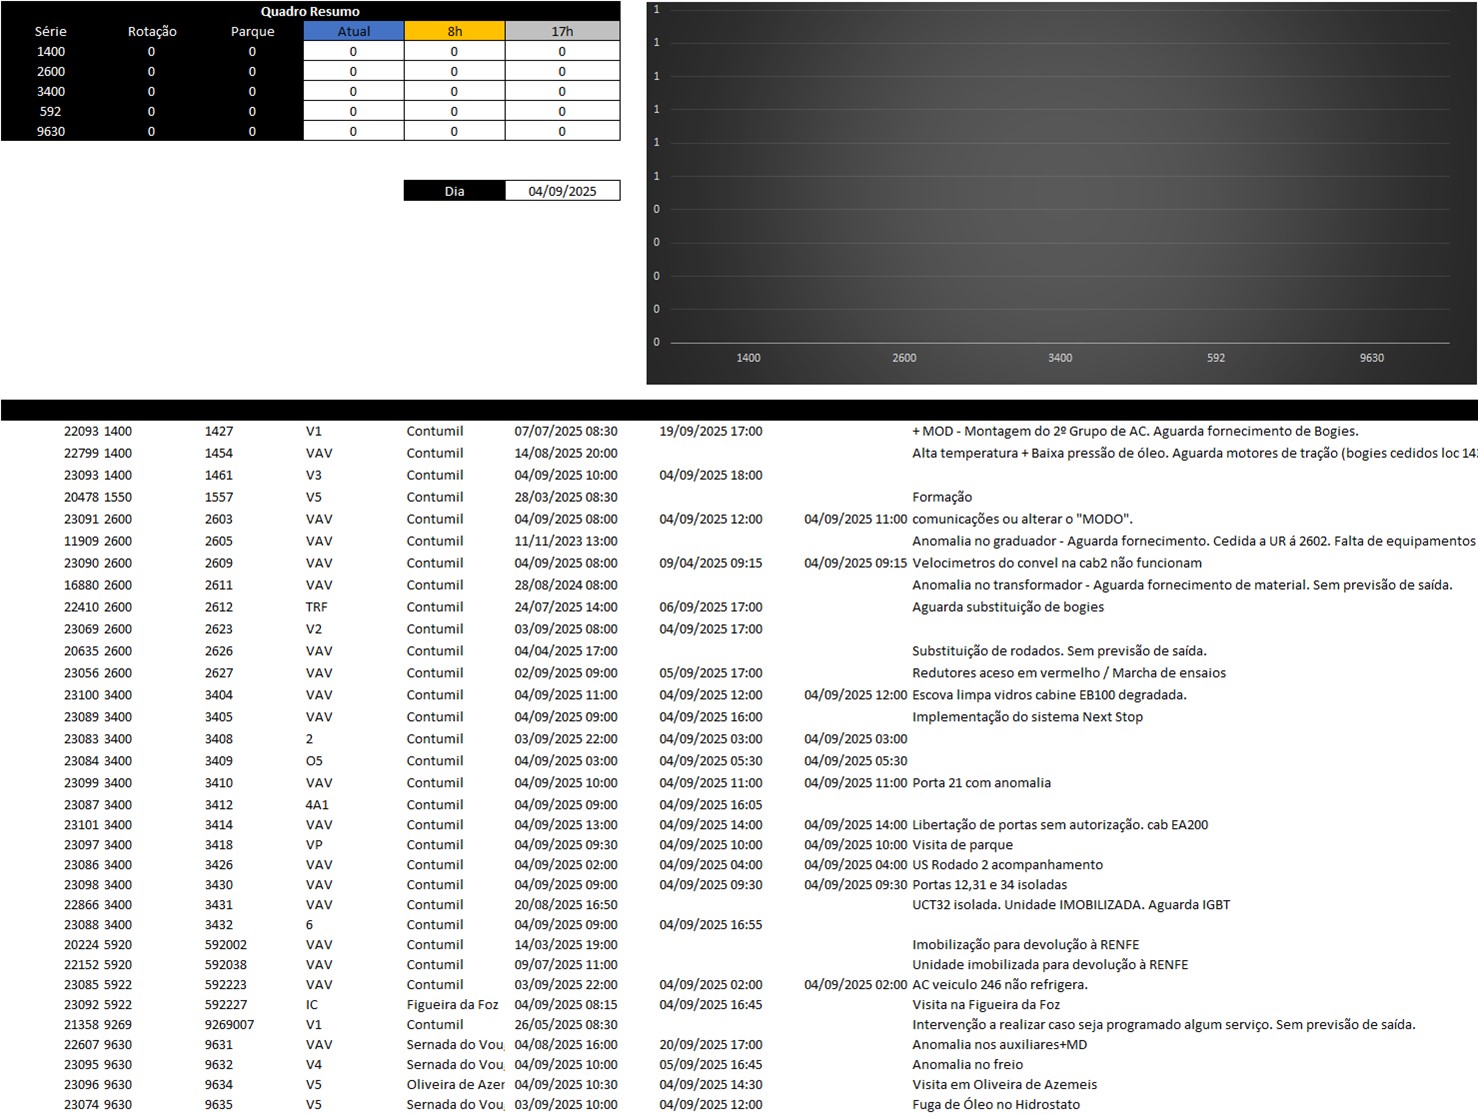 Quadro Resumo
Série Rotação Parque Atual 8h 17h
1400 0 0 0 0 0
2600 0 0 0 0 0
3400 0 0 0 0 0
592 0 0 0 0 0
9630 0 0 0 0 0
Dia 04/09/2025
1
1
1
1
1
1
0
0
0
0
0
1400 2600 3400 592 9630
22093 1400 1427 V1 Contumil 07/07/2025 08:30 19/09/2025 17:00 + MOD - Montagem do 2º Grupo de AC. Aguarda fornecimento de Bogies.
22799 1400 1454 VAV Contumil 14/08/2025 20:00 Alta temperatura + Baixa pressão de óleo. Aguarda motores de tração (bogies cedidos loc 14
23093 1400 1461 V3 Contumil 04/09/2025 10:00 04/09/2025 18:00
20478 1550 1557 V5 Contumil 28/03/2025 08:30 Formação
23091 2600 2603 VAV Contumil 04/09/2025 08:00 04/09/2025 12:00 04/09/2025 11:00 comunicações ou alterar o "MODO".
11909 2600 2605 VAV Contumil 11/11/2023 13:00 Anomalia no graduador - Aguarda fornecimento. Cedida a UR á 2602. Falta de equipamentos
23090 2600 2609 VAV Contumil 04/09/2025 08:00 09/04/2025 09:15 04/09/2025 09:15 Velocimetros do convel na cab2 não funcionam
16880 2600 2611 VAV Contumil 28/08/2024 08:00 Anomalia no transformador - Aguarda fornecimento de material. Sem previsão de saída.
22410 2600 2612 TRF Contumil 24/07/2025 14:00 06/09/2025 17:00 Aguarda substituição de bogies
23069 2600 2623 V2 Contumil 03/09/2025 08:00 04/09/2025 17:00
20635 2600 2626 VAV Contumil 04/04/2025 17:00 Substituição de rodados. Sem previsão de saída.
23056 2600 2627 VAV Contumil 02/09/2025 09:00 05/09/2025 17:00 Redutores aceso em vermelho / Marcha de ensaios
23100 3400 3404 VAV Contumil 04/09/2025 11:00 04/09/2025 12:00 04/09/2025 12:00 Escova limpa vidros cabine EB100 degradada.
23089 3400 3405 VAV Contumil 04/09/2025 09:00 04/09/2025 16:00 Implementação do sistema Next Stop
23083 3400 3408 2 Contumil 03/09/2025 22:00 04/09/2025 03:00 04/09/2025 03:00
23084 3400 3409 O5 Contumil 04/09/2025 03:00 04/09/2025 05:30 04/09/2025 05:30
23099 3400 3410 VAV Contumil 04/09/2025 10:00 04/09/2025 11:00 04/09/2025 11:00 Porta 21 com anomalia
23087 3400 3412 4A1 Contumil 04/09/2025 09:00 04/09/2025 16:05
23101 3400 3414 VAV Contumil 04/09/2025 13:00 04/09/2025 14:00 04/09/2025 14:00 Libertação de portas sem autorização. cab EA200
23097 3400 3418 VP Contumil 04/09/2025 09:30 04/09/2025 10:00 04/09/2025 10:00 Visita de parque
23086 3400 3426 VAV Contumil 04/09/2025 02:00 04/09/2025 04:00 04/09/2025 04:00 US Rodado 2 acompanhamento
23098 3400 3430 VAV Contumil 04/09/2025 09:00 04/09/2025 09:30 04/09/2025 09:30 Portas 12,31 e 34 isoladas
22866 3400 3431 VAV Contumil 20/08/2025 16:50 UCT32 isolada. Unidade IMOBILIZADA. Aguarda IGBT
23088 3400 3432 6 Contumil 04/09/2025 09:00 04/09/2025 16:55
20224 5920 592002 VAV Contumil 14/03/2025 19:00 Imobilização para devolução à RENFE
22152 5920 592038 VAV Contumil 09/07/2025 11:00 Unidade imobilizada para devolução à RENFE
23085 5922 592223 VAV Contumil 03/09/2025 22:00 04/09/2025 02:00 04/09/2025 02:00 AC veiculo 246 não refrigera.
23092 5922 592227 IC Figueira da Foz 04/09/2025 08:15 04/09/2025 16:45 Visita na Figueira da Foz
21358 9269 9269007 V1 Contumil 26/05/2025 08:30 Intervenção a realizar caso seja programado algum serviço. Sem previsão de saída.
22607 9630 9631 VAV Sernada do Vou 04/08/2025 16:00 20/09/2025 17:00 Anomalia nos auxiliares+MD
23095 9630 9632 V4 Sernada do Vou 04/09/2025 10:00 05/09/2025 16:45 Anomalia no freio
23096 9630 9634 V5 Oliveira de Azer 04/09/2025 10:30 04/09/2025 14:30 Visita em Oliveira de Azemeis
23074 9630 9635 V5 Sernada do Vou 03/09/2025 10:00 04/09/2025 12:00 Fuga de Óleo no Hidrostato